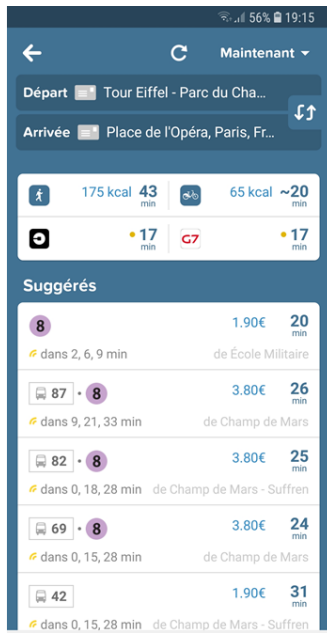 56% 19:15
Maintenant
Départ Tour Eiffel - Parc du Cha...
Arrivée Place de l'Opéra, Paris, Fr...
175 kcal 43 min 65 kcal ~20 min
17 min G7 17 min
Suggérés
8 1.90€ 20 min
dans 2, 6, 9 min de École Militaire
87 • 8 3.80€ 26 min
dans 9, 21, 33 min de Champ de Mars
82 • 8 3.80€ 25 min
dans 0, 18, 28 min de Champ de Mars - Suffren
69 • 8 3.80€ 24 min
dans 0, 15, 28 min de Champ de Mars
42 1.90€ 31 min
dans 0, 15, 28 min de Champ de Mars - Suffren